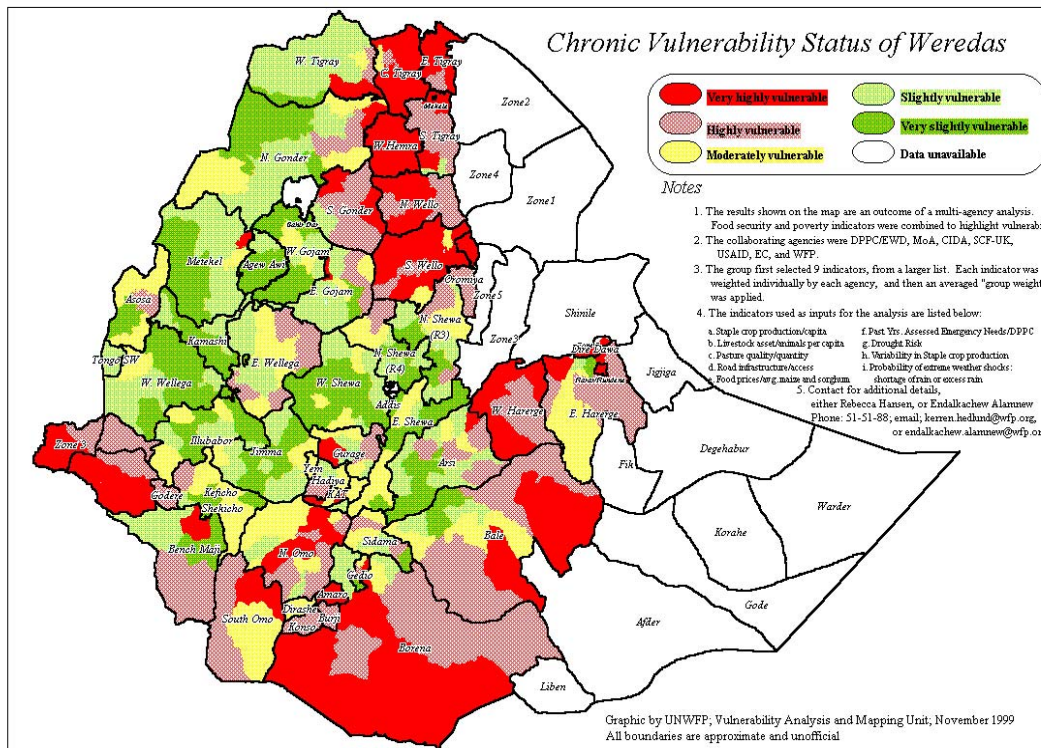 Chronic Vulnerability Status of Weredas
Very highly vulnerable
Slightly vulnerable
Highly vulnerable
Very slightly vulnerable
Moderately vulnerable
Data unavailable
Notes
1. The results shown on the map are an outcome of a multi-agency analysis.
Food security and poverty indicators were combined to highlight vulnerab
2. The collaborating agencies were DPPC/EWD, MoA, CIDA, SCF-UK,
USAID, EC, and WFP.
3. The group first selected 9 indicators, from a larger list. Each indicator was
weighted individually by each agency, and then an averaged "group weight
was applied.
4. The indicators used as inputs for the analysis are listed below:
a. Staple crop production/capita
b. Livestock asset/animals per capita
c. Pasture quality/quantity
d. Road infrastructure/access
e. Food prices/avg. maize and sorghum
f. Past Yrs. Assessed Emergency Needs/DPPC
g. Drought Risk
h. Variability in Staple crop production
i. Probability of extreme weather shocks:
shortage of rain or excess rain
5. Contact for additional details,
either Rebecca Hansen, or Endalkachew Alamnew
Phone: 51-51-88; email; kerren.hedlund@wfp.org,
or endalkachew.alamnew@wfp.or
W. Tigray
C. Tigray
E. Tigray
Mekele
S. Tigray
Zone2
W.Hemra
N. Gonder
Zone4
Zone1
S. Gonder
N. Wello
Bahir Dar
Metekel
Agew Awi
W. Gojam
E. Gojam
S. Wello
Oromiya
Zone5
Asosa
N. Shewa
(R3)
Zone3
Shinile
Kamashi
Tongo SW
E. Wellega
N. Shewa
(R4)
Dire Dawa
Jigjiga
W. Wellega
W. Shewa
Addis
E. Shewa
W. Harerge
E. Harerge
Zone 3
Illubabor
Jimma
Gurage
Arsi
Fik
Degehabur
Yem
Hadiya
KAT
Godere
Keficho
Shekicho
Warder
Korahe
Bench Maji
N. Omo
Sidama
Bale
Gedio
Amaro
Gode
South Omo
Dirashe
Konso
Burji
Borena
Afder
Liben
Graphic by UNWFP; Vulnerability Analysis and Mapping Unit; November 1999
All boundaries are approximate and unofficial